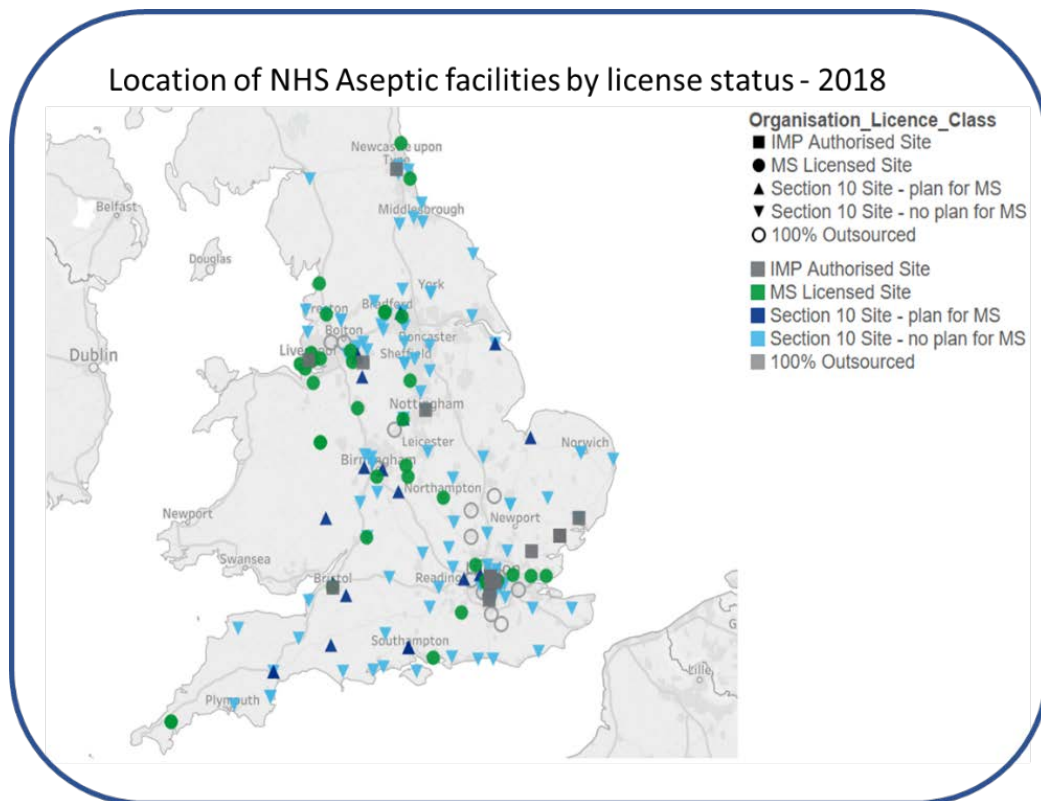 Location of NHS Aseptic facilities by license status - 2018
Organisation_Licence_Class
IMP Authorised Site
MS Licensed Site
Section 10 Site - plan for MS
Section 10 Site - no plan for MS
100% Outsourced
IMP Authorised Site
MS Licensed Site
Section 10 Site - plan for MS
Section 10 Site - no plan for MS
100% Outsourced
Newcastle upon
Belfast
Middlesbrough
Douglas
York
Preston
Bradford
Bolton
Doncaster
Dublin
Liverpool
Sheffield
Nottingham
Leicester
Norwich
Birmingham
Northampton
Newport
Newport
Swansea
Bristol
Reading
Southampton
Lille
Plymouth